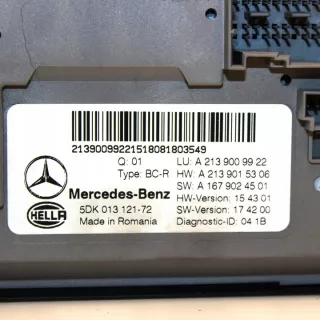 21390099221518081803549
Q: 01 LU: A 213 900 99 22
Type: BC-R HW: A 213 901 53 06
Mercedes-Benz SW: A 167 902 45 01
HELLA 5DK 013 121-72 HW-Version: 15 43 01
Made in Romania SW-Version: 17 42 00
Diagnostic-ID: 04 1B